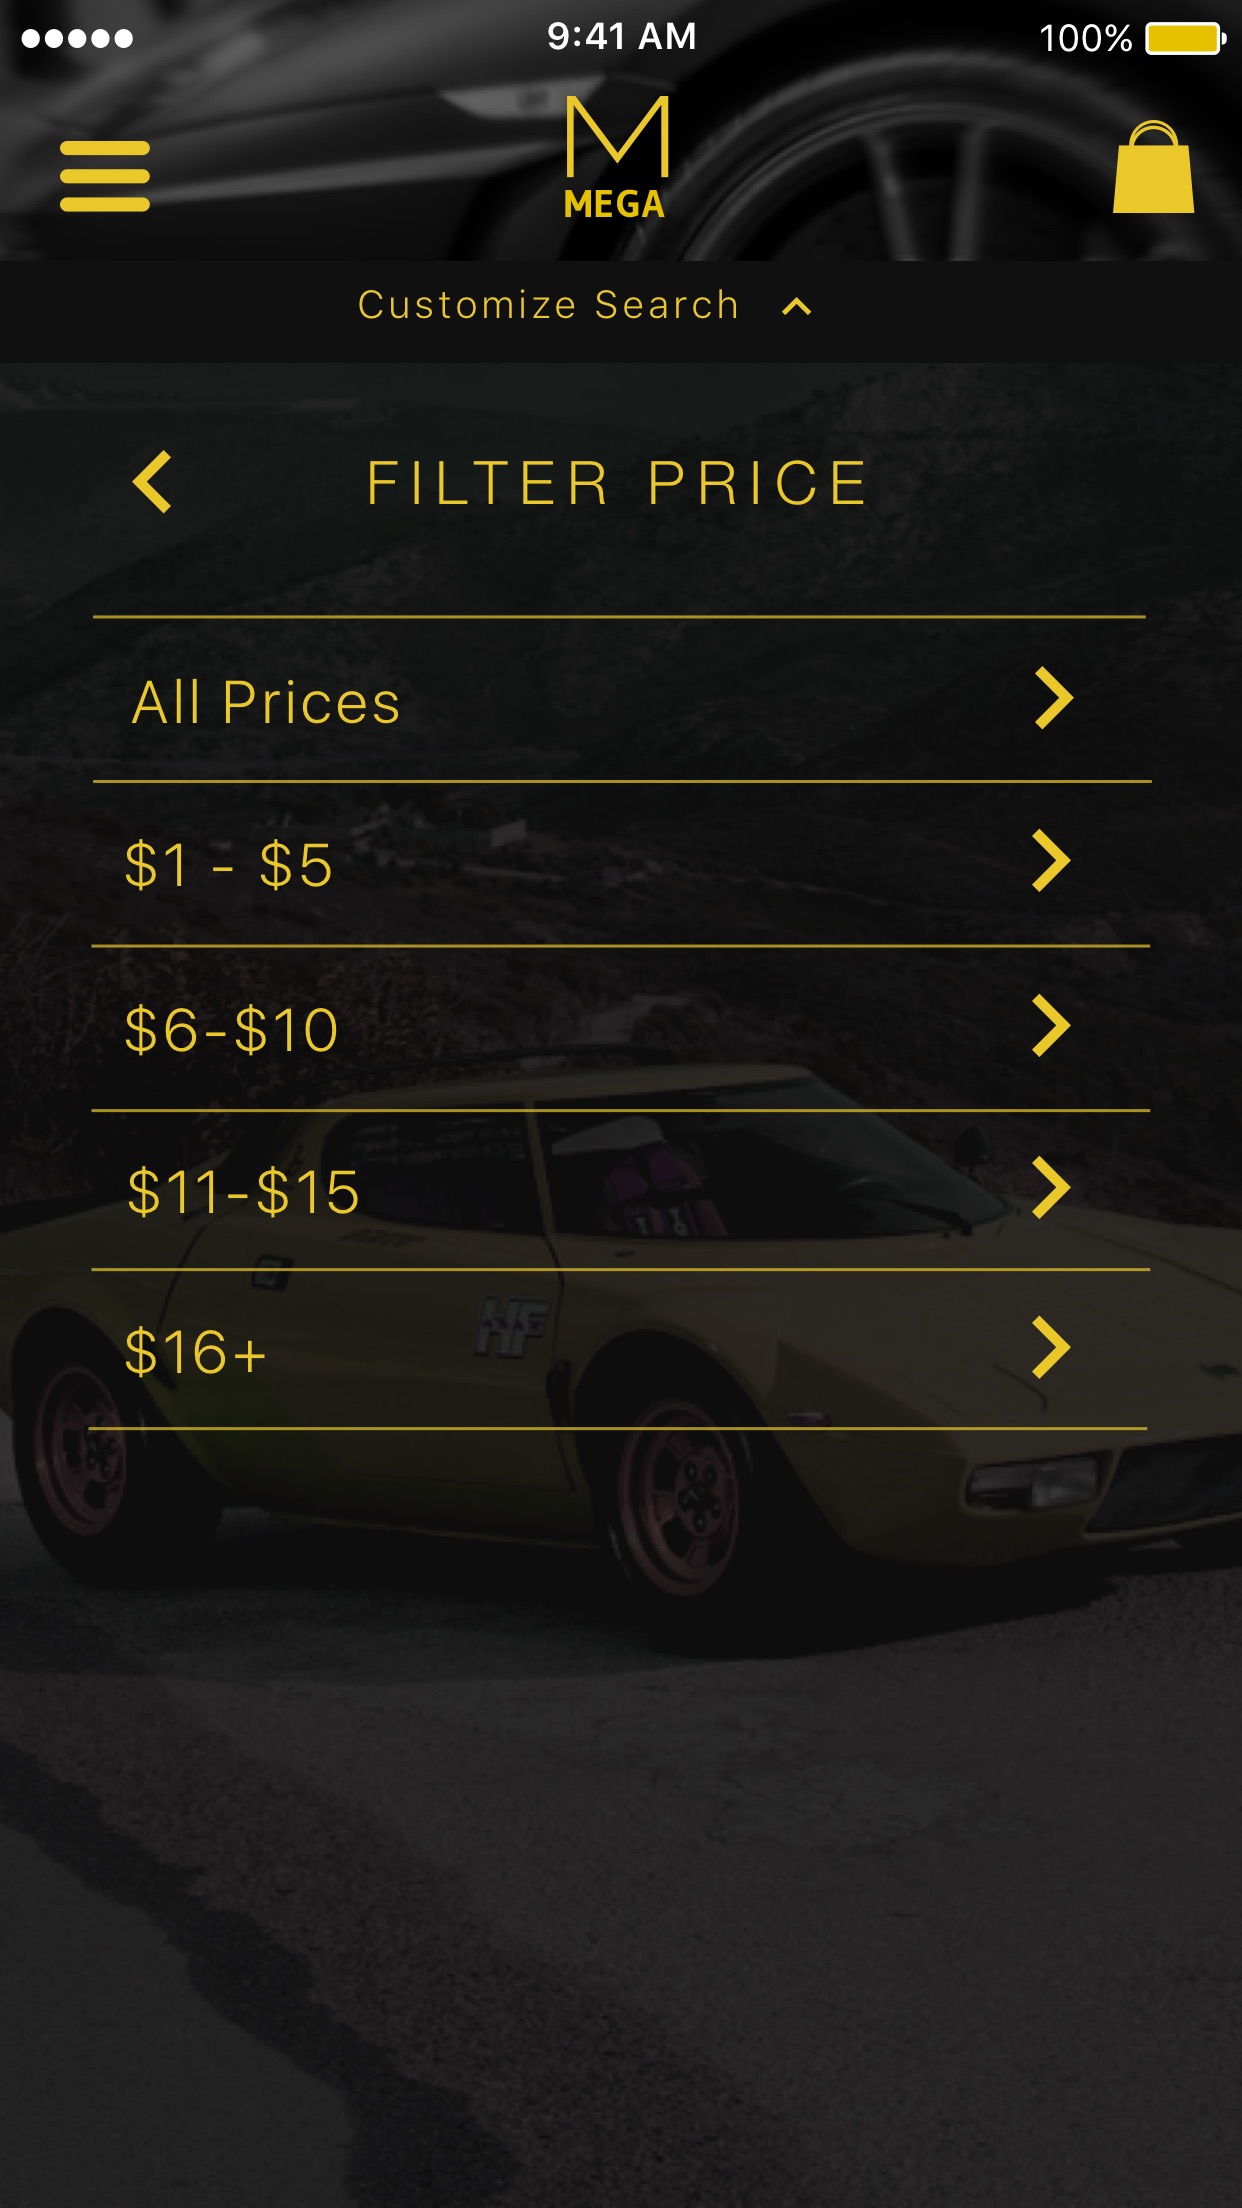 9:41 AM
100%
M
MEGA
Customize Search
FILTER PRICE
All Prices
$1 - $5
$6-$10
$11-$15
$16+
HF